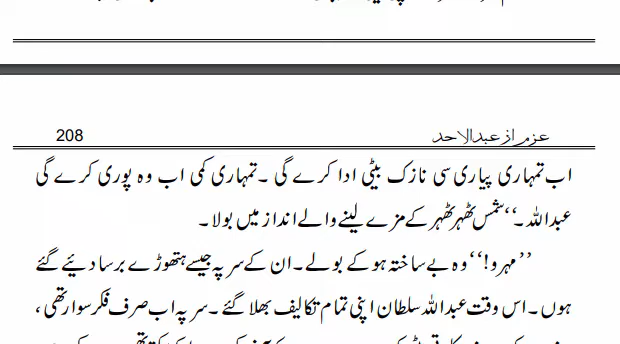 208
عزم از عبدالاحد
اب تمہاری پیاری سی نازک بیٹی ادا کرے گی ۔ تمہاری کمی اب وہ پوری کرے گی
عبداللہ ۔‘‘ شمس ٹھہر ٹھہر کے مزے لینے والے انداز میں بولا ۔
’’مہرو!‘‘ وہ بے ساختہ ہو کے بولے ۔ ان کے سر پہ جیسے ہتھوڑے برسا دیئے گئے
ہوں ۔ اس وقت عبداللہ سلطان اپنی تمام تکالیف بھلا گئے ۔ سر پہ اب صرف فکر سوار تھی ،